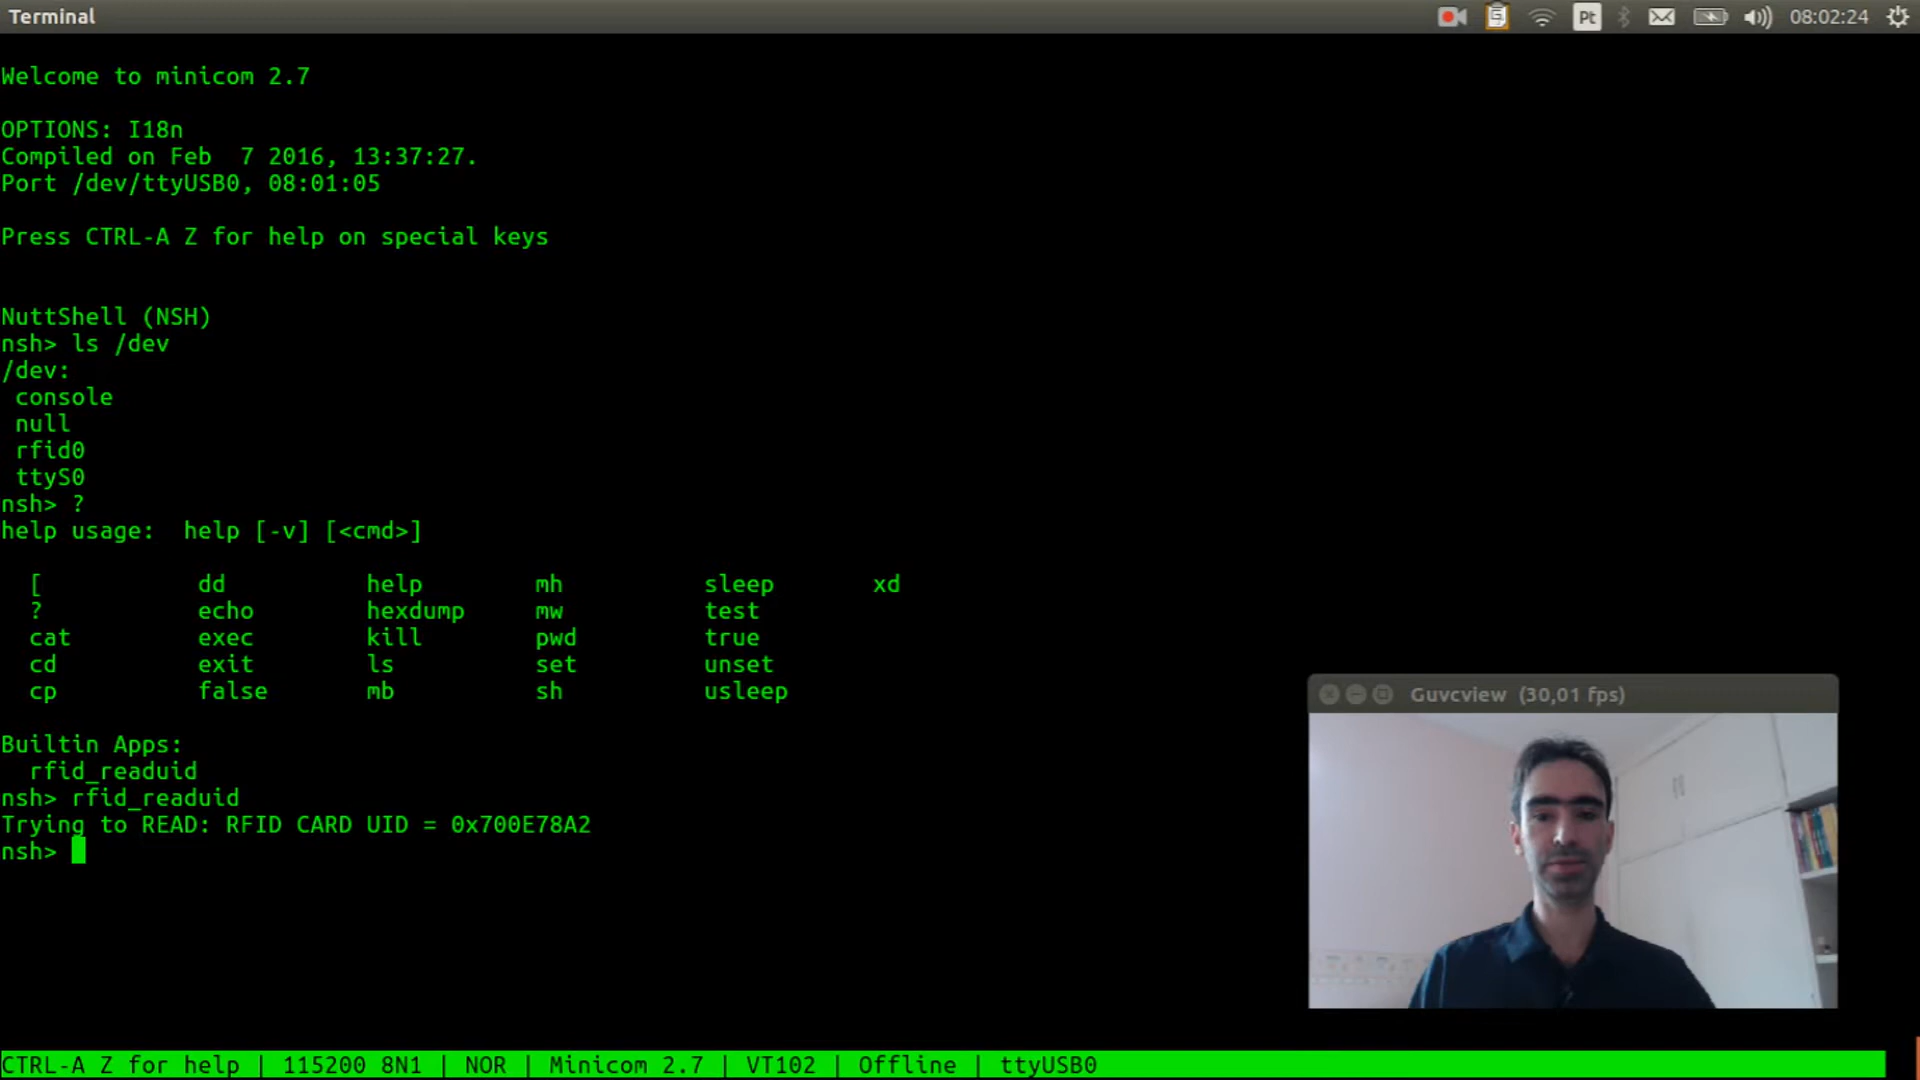 Terminal
Pt
08:02:24
Welcome to minicom 2.7
OPTIONS: I18n
Compiled on Feb  7 2016, 13:37:27.
Port /dev/ttyUSB0, 08:01:05
Press CTRL-A Z for help on special keys
NuttShell (NSH)
nsh> ls /dev
/dev:
console
null
rfid0
ttyS0
nsh> ?
help usage:  help [-v] [<cmd>]
[ dd help mh sleep xd
? echo hexdump mw test
cat exec kill pwd true
cd exit ls set unset
cp false mb sh usleep
Builtin Apps:
rfid_readuid
nsh> rfid_readuid
Trying to READ: RFID CARD UID = 0x700E78A2
nsh>
Guvcview (30,01 fps)
CTRL-A Z for help | 115200 8N1 | NOR | Minicom 2.7 | VT102 | Offline | ttyUSB0